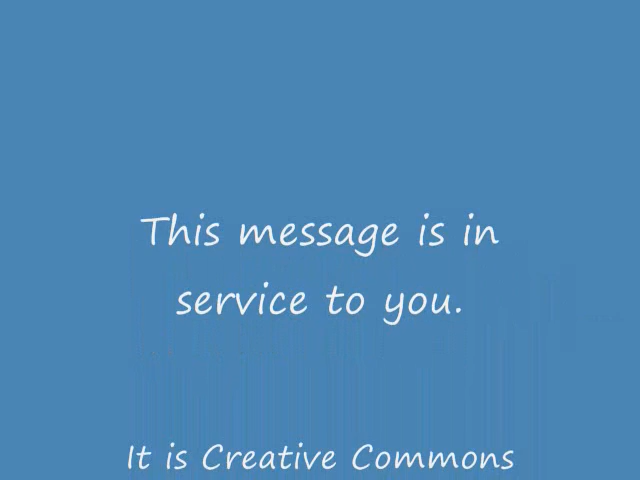 This message is in
service to you.
It is Creative Commons